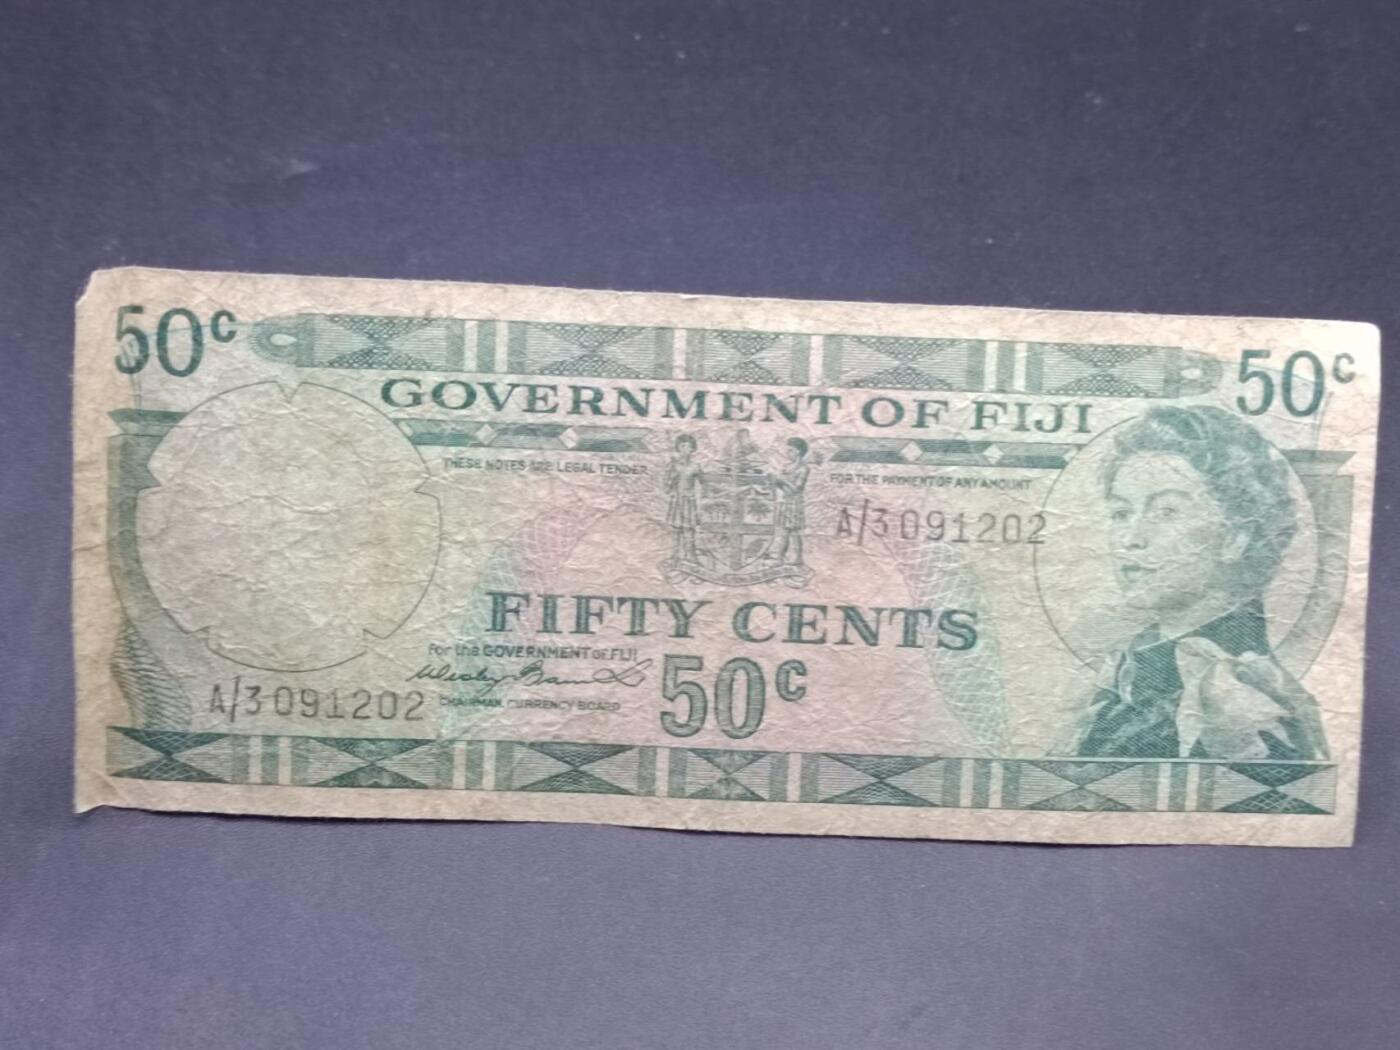 50c
50c
GOVERNMENT OF FIJI
THESE NOTES ARE LEGAL TENDER
FOR THE PAYMENT OF ANY AMOUNT
A/3 091202
FIFTY CENTS
for the GOVERNMENT OF FIJI
A/3 091202
CHAIRMAN, CURRENCY BOARD
50c